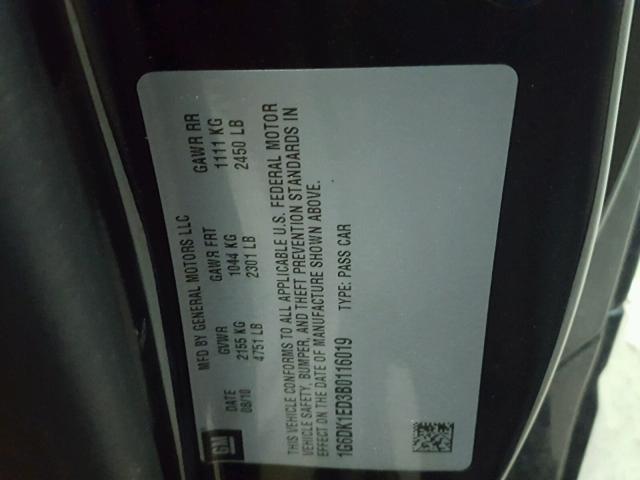 MFD BY GENERAL MOTORS LLC
DATE GVWR GAWR FRT GAWR RR
08/10 2155 KG 1044 KG 1111 KG
4751 LB 2301 LB 2450 LB
GM
THIS VEHICLE CONFORMS TO ALL APPLICABLE U.S. FEDERAL MOTOR
VEHICLE SAFETY, BUMPER, AND THEFT PREVENTION STANDARDS IN
EFFECT ON THE DATE OF MANUFACTURE SHOWN ABOVE.
1G6DK1ED3B0116019 TYPE: PASS CAR